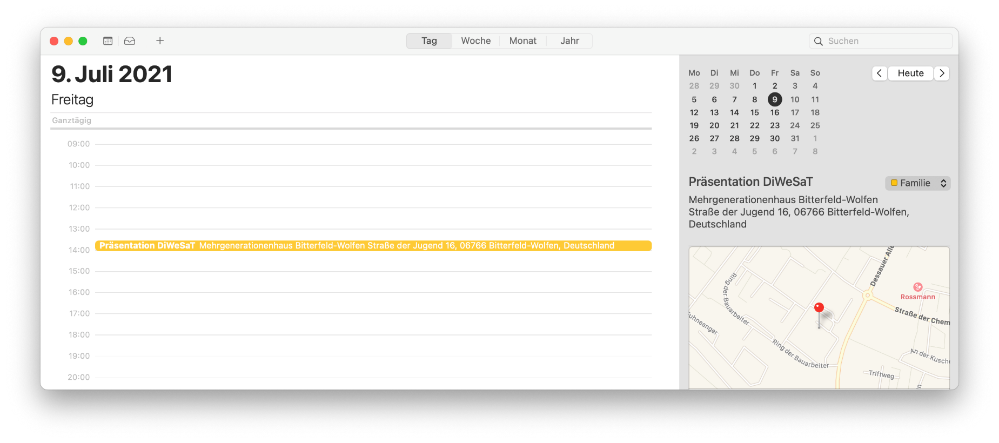 Tag Woche Monat Jahr
Suchen
9. Juli 2021
Freitag
Ganztägig
09:00
10:00
11:00
12:00
13:00
Präsentation DiWeSaT Mehrgenerationenhaus Bitterfeld-Wolfen Straße der Jugend 16, 06766 Bitterfeld-Wolfen, Deutschland
14:00
15:00
16:00
17:00
18:00
19:00
20:00
Mo Di Mi Do Fr Sa So
28 29 30 1 2 3 4
5 6 7 8 9 10 11
12 13 14 15 16 17 18
19 20 21 22 23 24 25
26 27 28 29 30 31 1
2 3 4 5 6 7 8
Heute
Präsentation DiWeSaT
Familie
Mehrgenerationenhaus Bitterfeld-Wolfen
Straße der Jugend 16, 06766 Bitterfeld-Wolfen,
Deutschland
Dessauer Alle
Ring der Bauarbeiter
Rossmann
Straße der Chem
uhneanger
Ring der Bauarbeiter
An der Kusche
Triftweg